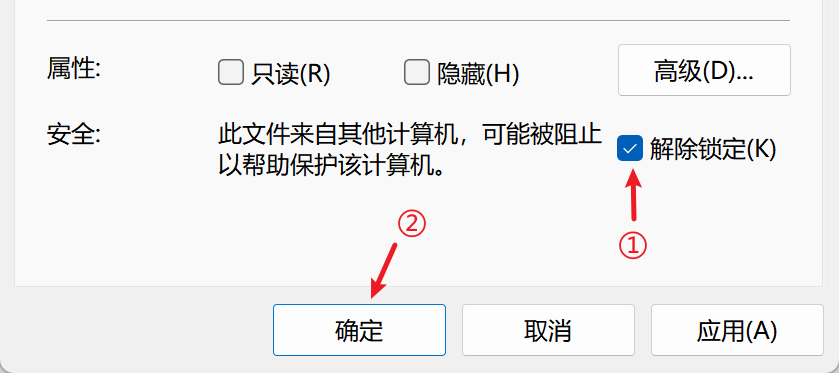 属性:
只读(R)
隐藏(H)
高级(D)...
安全:
此文件来自其他计算机，可能被阻止
以帮助保护该计算机。
解除锁定(K)
②
①
确定
取消
应用(A)